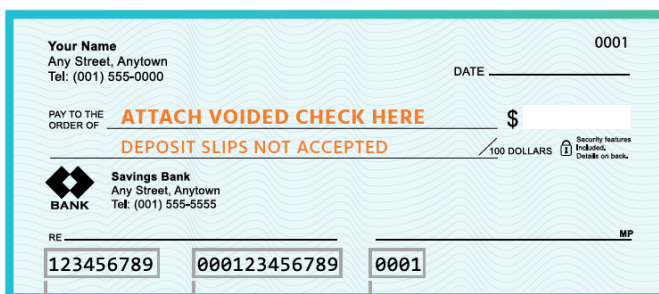 Your Name
0001
Any Street, Anytown
Tel: (001) 555-0000
DATE
PAY TO THE
ORDER OF
ATTACH VOIDED CHECK HERE
$
DEPOSIT SLIPS NOT ACCEPTED
/100 DOLLARS
Security features
Included.
Details on back.
Savings Bank
Any Street, Anytown
Tel: (001) 555-5555
BANK
RE
MP
123456789 000123456789 0001